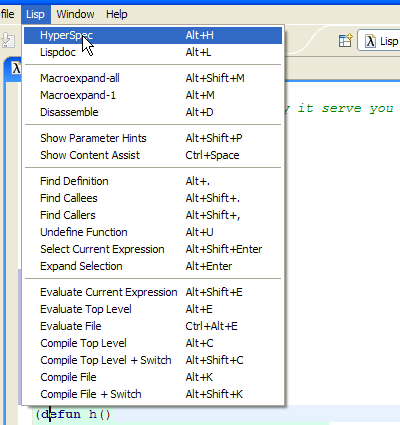 file Lisp Window Help
HyperSpec Alt+H
Lispdoc Alt+L
λ Lisp
Macroexpand-all Alt+Shift+M
Macroexpand-1 Alt+M
Disassemble Alt+D
y it serve you
Show Parameter Hints Alt+Shift+P
Show Content Assist Ctrl+Space
Find Definition Alt+.
Find Callees Alt+Shift+.
Find Callers Alt+Shift+,
Undefine Function Alt+U
Select Current Expression Alt+Shift+Enter
Expand Selection Alt+Enter
Evaluate Current Expression Alt+Shift+E
Evaluate Top Level Alt+E
Evaluate File Ctrl+Alt+E
Compile Top Level Alt+C
Compile Top Level + Switch Alt+Shift+C
Compile File Alt+K
Compile File + Switch Alt+Shift+K
(defun h()